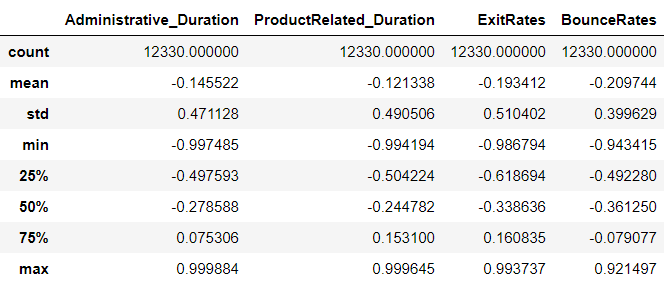 Administrative_Duration ProductRelated_Duration ExitRates BounceRates
count 12330.000000 12330.000000 12330.000000 12330.000000
mean -0.145522 -0.121338 -0.193412 -0.209744
std 0.471128 0.490506 0.510402 0.399629
min -0.997485 -0.994194 -0.986794 -0.943415
25% -0.497593 -0.504224 -0.618694 -0.492280
50% -0.278588 -0.244782 -0.338636 -0.361250
75% 0.075306 0.153100 0.160835 -0.079077
max 0.999884 0.999645 0.993737 0.921497